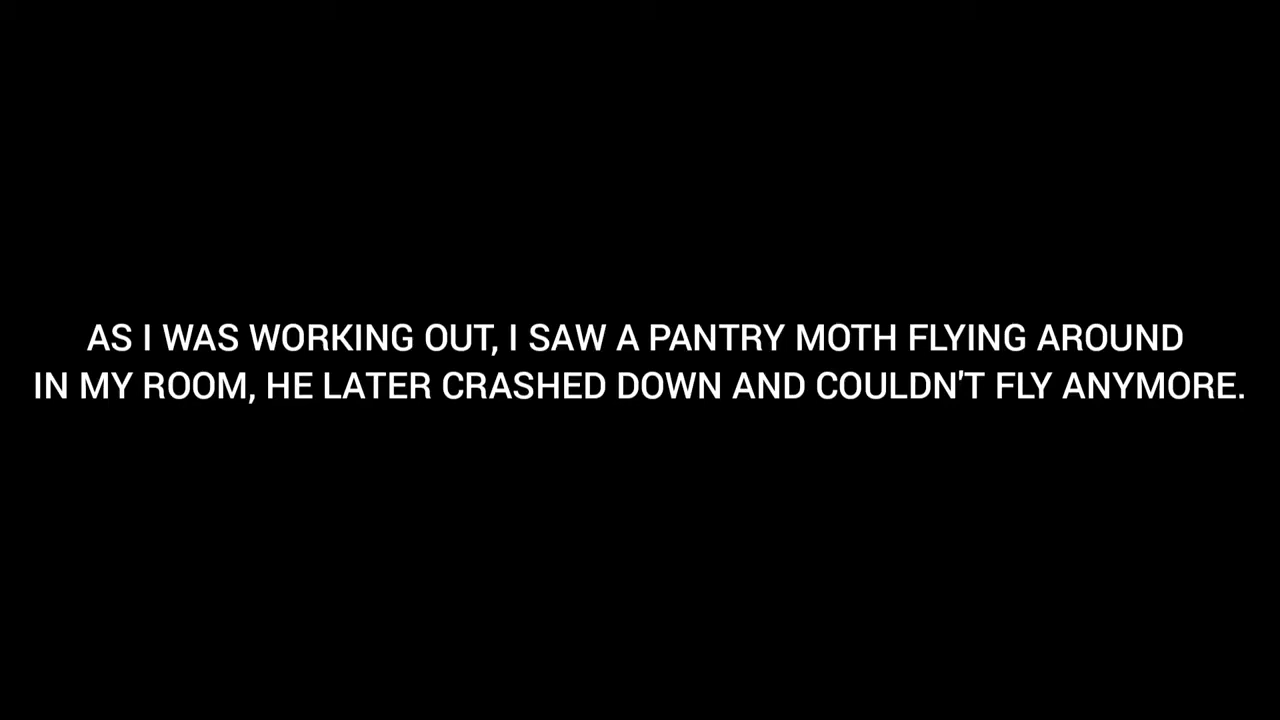 AS I WAS WORKING OUT, I SAW A PANTRY MOTH FLYING AROUND
IN MY ROOM, HE LATER CRASHED DOWN AND COULDN'T FLY ANYMORE.